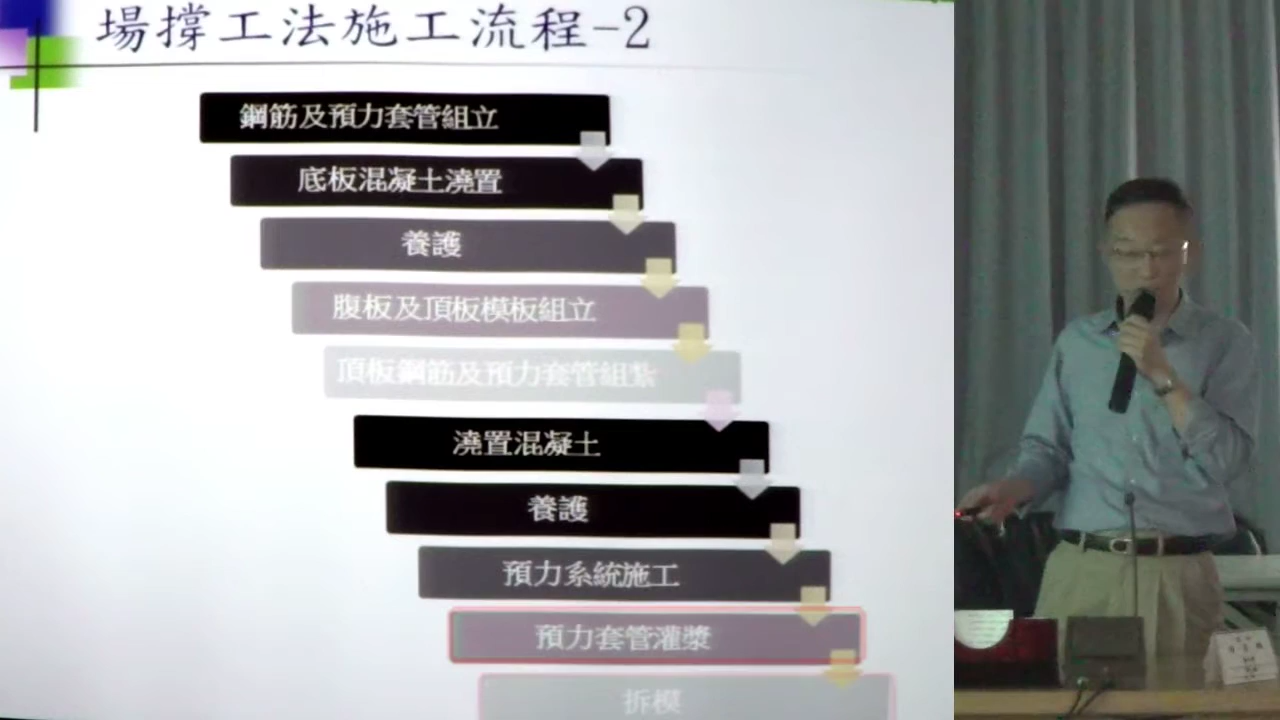 場撐工法施工流程-2
鋼筋及預力套管組立
底板混凝土澆置
養護
腹板及頂板模板組立
頂板鋼筋及預力套管組紮
澆置混凝土
養護
預力系統施工
預力套管灌漿
拆模